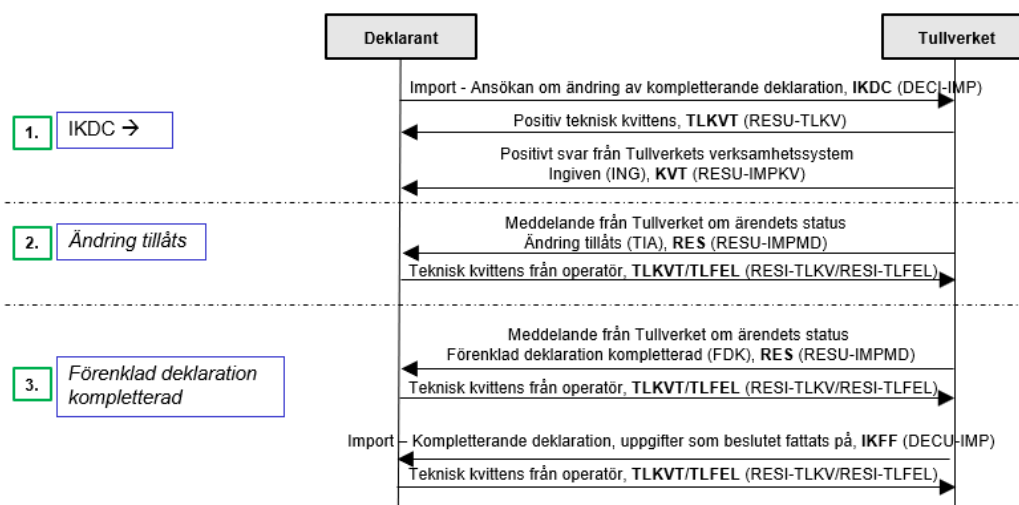 Deklarant
Tullverket
Import - Ansökan om ändring av kompletterande deklaration, IKDC (DECI-IMP)
1.
IKDC →
Positiv teknisk kvittens, TLKVT (RESU-TLKV)
Positivt svar från Tullverkets verksamhetssystem
Ingiven (ING), KVT (RESU-IMPKV)
2.
Ändring tillåts
Meddelande från Tullverket om ärendets status
Ändring tillåts (TIA), RES (RESU-IMPMD)
Teknisk kvittens från operatör, TLKVT/TLFEL (RESI-TLKV/RESI-TLFEL)
3.
Förenklad deklaration
kompletterad
Meddelande från Tullverket om ärendets status
Förenklad deklaration kompletterad (FDK), RES (RESU-IMPMD)
Teknisk kvittens från operatör, TLKVT/TLFEL (RESI-TLKV/RESI-TLFEL)
Import – Kompletterande deklaration, uppgifter som beslutet fattats på, IKFF (DECU-IMP)
Teknisk kvittens från operatör, TLKVT/TLFEL (RESI-TLKV/RESI-TLFEL)